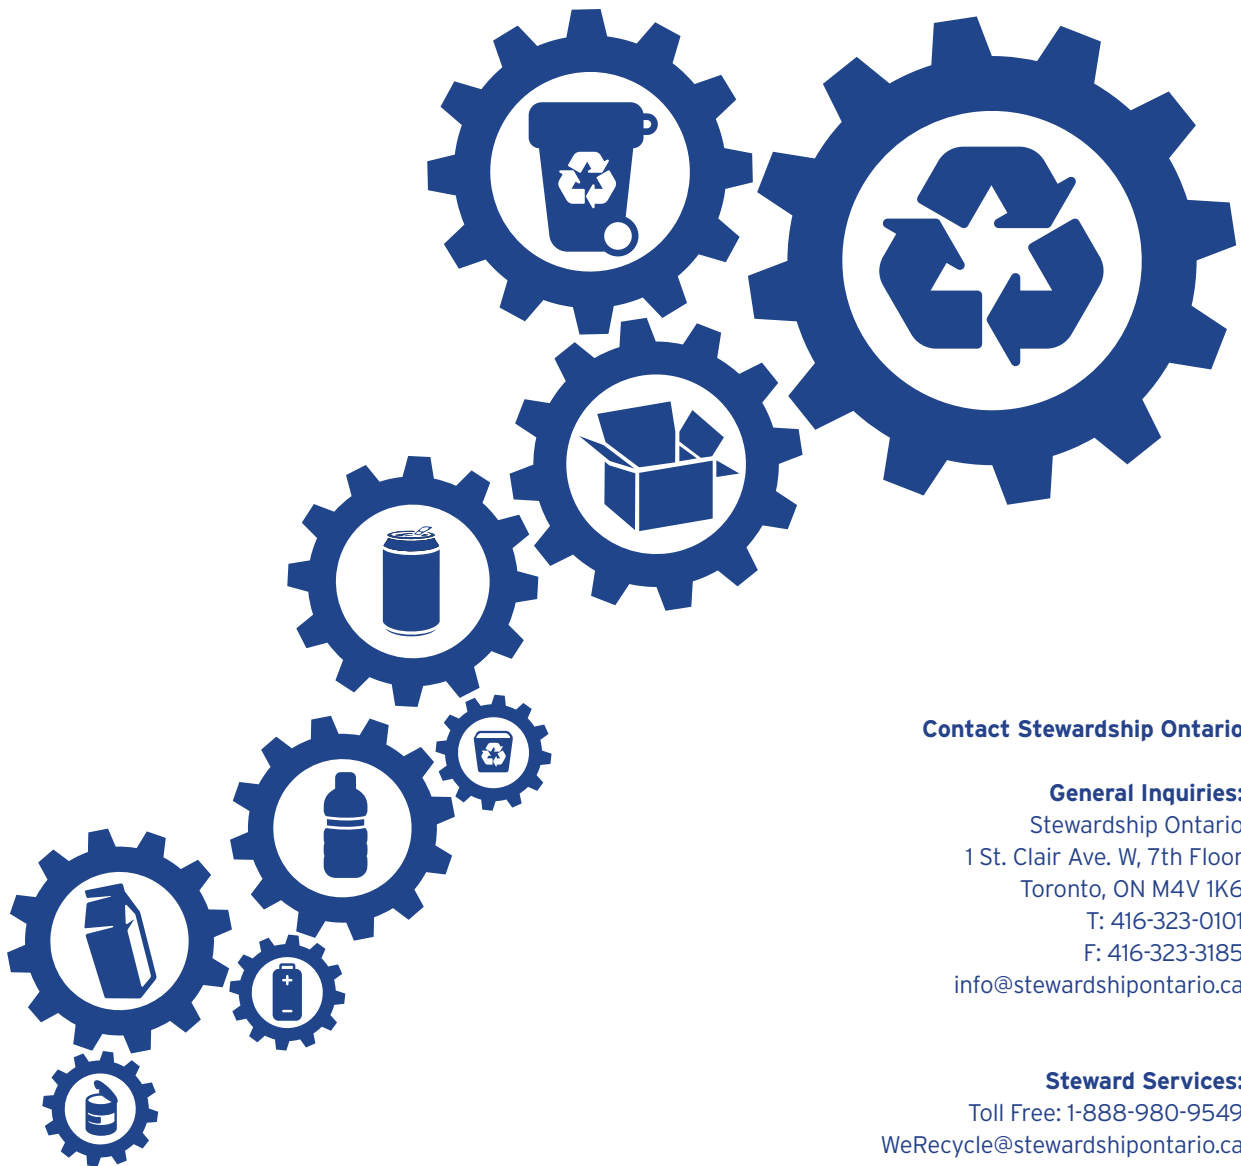 Contact Stewardship Ontario
General Inquiries:
Stewardship Ontario
1 St. Clair Ave. W, 7th Floor
Toronto, ON M4V 1K6
T: 416-323-0101
F: 416-323-3185
info@stewardshipontario.ca
Steward Services:
Toll Free: 1-888-980-9549
WeRecycle@stewardshipontario.ca